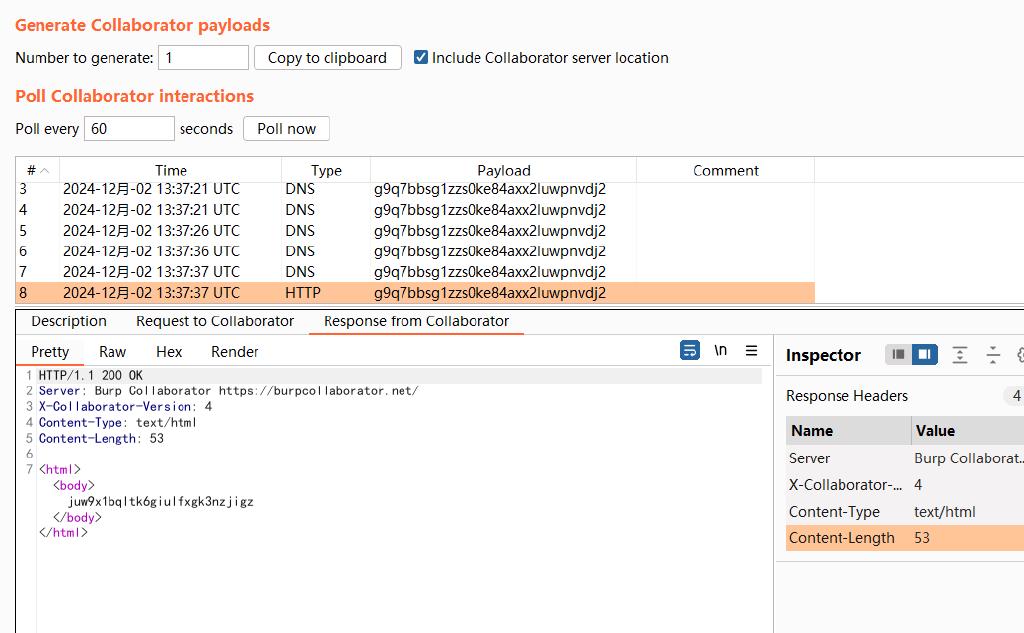 Generate Collaborator payloads
Number to generate: 1 Copy to clipboard Include Collaborator server location
Poll Collaborator interactions
Poll every 60 seconds Poll now
# Time Type Payload Comment
3 2024-12月-02 13:37:21 UTC DNS g9q7bbsg1zzs0ke84axx2luwpnvdj2
4 2024-12月-02 13:37:21 UTC DNS g9q7bbsg1zzs0ke84axx2luwpnvdj2
5 2024-12月-02 13:37:26 UTC DNS g9q7bbsg1zzs0ke84axx2luwpnvdj2
6 2024-12月-02 13:37:36 UTC DNS g9q7bbsg1zzs0ke84axx2luwpnvdj2
7 2024-12月-02 13:37:37 UTC DNS g9q7bbsg1zzs0ke84axx2luwpnvdj2
8 2024-12月-02 13:37:37 UTC HTTP g9q7bbsg1zzs0ke84axx2luwpnvdj2
Description Request to Collaborator Response from Collaborator
Pretty Raw Hex Render \n
1 HTTP/1.1 200 OK
2 Server: Burp Collaborator https://burpcollaborator.net/
3 X-Collaborator-Version: 4
4 Content-Type: text/html
5 Content-Length: 53
6
7 <html>
<body>
juw9x1bqltk6giulfxgk3nzjigz
</body>
</html>
Inspector
Response Headers 4
Name Value
Server Burp Collaborat...
X-Collaborator-... 4
Content-Type text/html
Content-Length 53